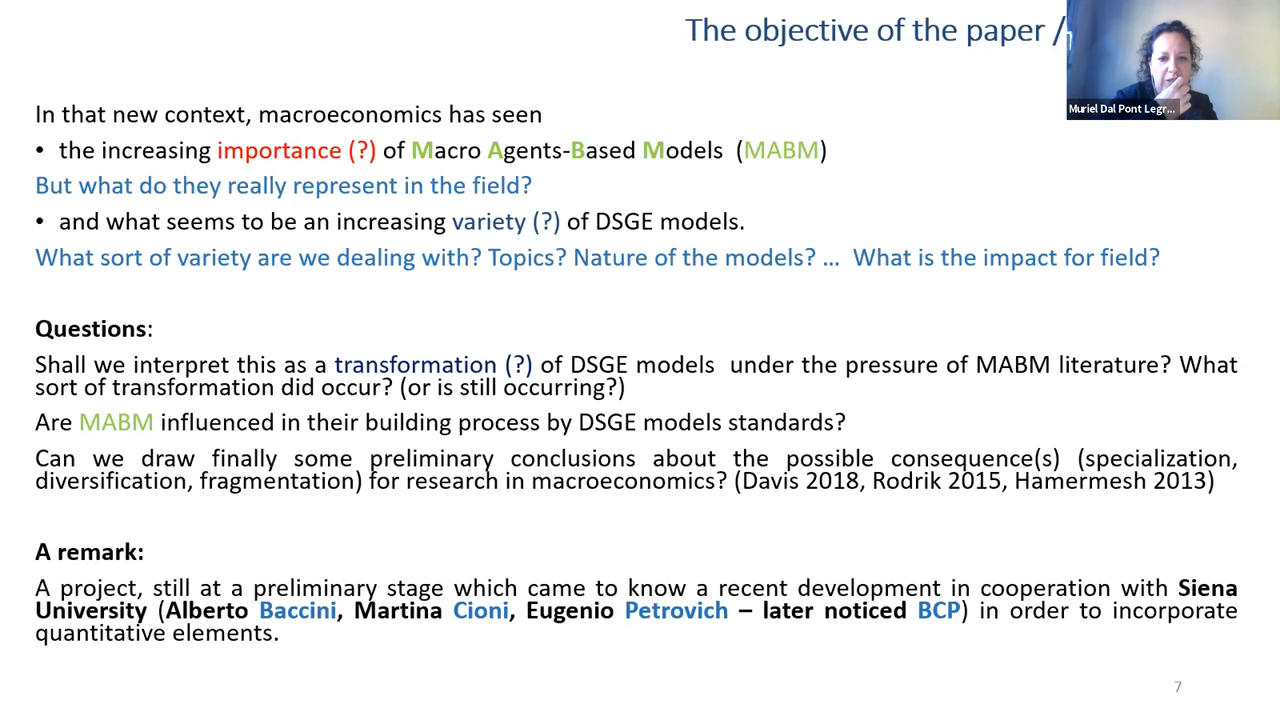 The objective of the paper /
Muriel Dal Pont Legr...
In that new context, macroeconomics has seen
• the increasing importance (?) of Macro Agents-Based Models (MABM)
But what do they really represent in the field?
• and what seems to be an increasing variety (?) of DSGE models.
What sort of variety are we dealing with? Topics? Nature of the models? ... What is the impact for field?
Questions:
Shall we interpret this as a transformation (?) of DSGE models under the pressure of MABM literature? What
sort of transformation did occur? (or is still occurring?)
Are MABM influenced in their building process by DSGE models standards?
Can we draw finally some preliminary conclusions about the possible consequence(s) (specialization,
diversification, fragmentation) for research in macroeconomics? (Davis 2018, Rodrik 2015, Hamermesh 2013)
A remark:
A project, still at a preliminary stage which came to know a recent development in cooperation with Siena
University (Alberto Baccini, Martina Cioni, Eugenio Petrovich – later noticed BCP) in order to incorporate
quantitative elements.
7